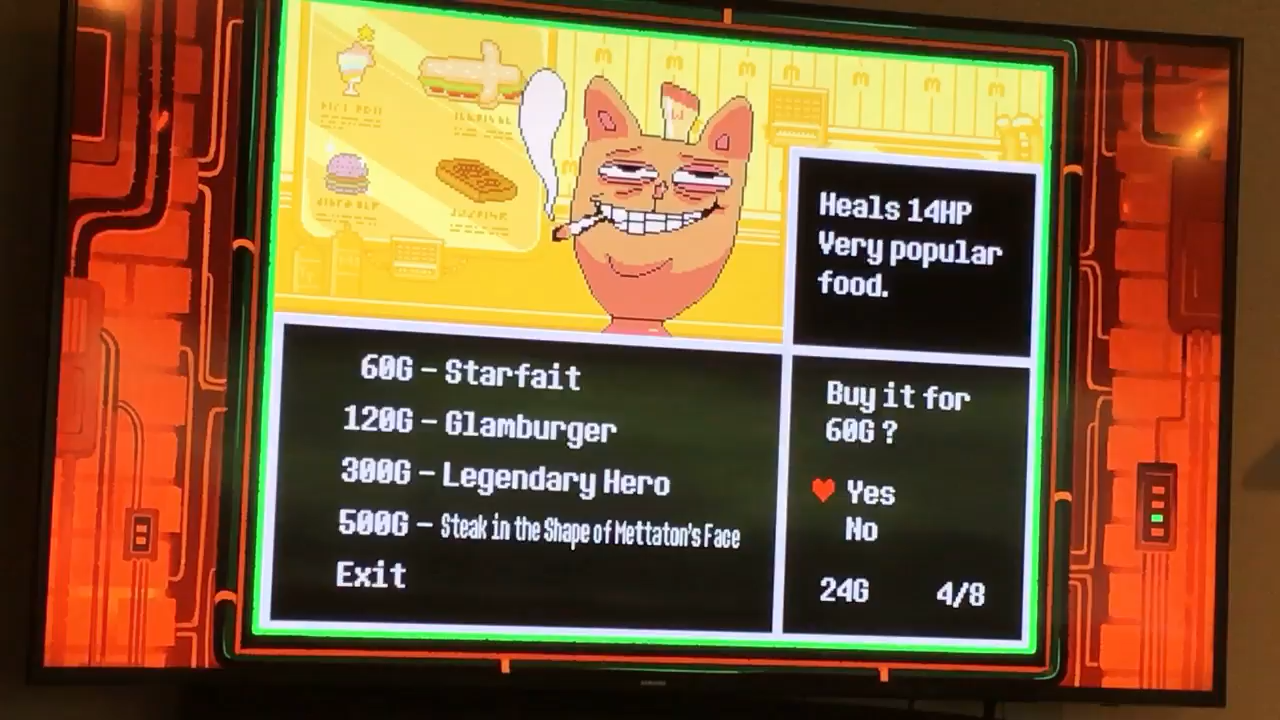 Heals 14HP
Very popular
food.
60G - Starfait
120G - Glamburger
300G - Legendary Hero
500G - Steak in the Shape of Mettaton's Face
Exit
Buy it for
60G ?
Yes
No
24G 4/8
SAMSUNG